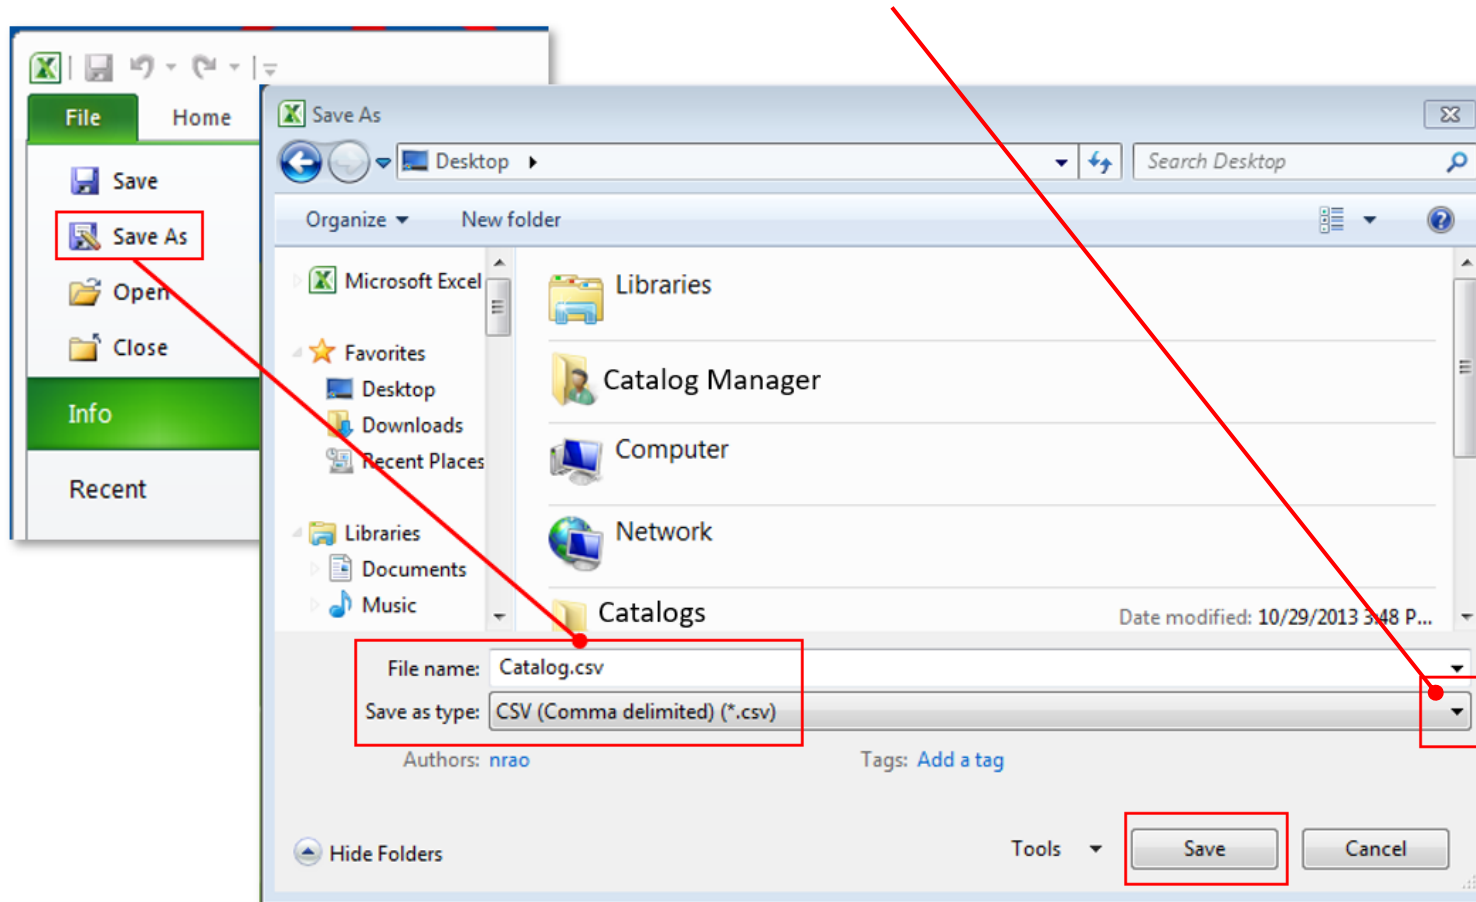 File Home
Save
Save As
Open
Close
Info
Recent
Save As
Desktop
Search Desktop
Organize New folder
Microsoft Excel
Favorites
Desktop
Downloads
Recent Places
Libraries
Documents
Music
Libraries
Catalog Manager
Computer
Network
Catalogs Date modified: 10/29/2013 3:48 P...
File name: Catalog.csv
Save as type: CSV (Comma delimited) (*.csv)
Authors: nrao Tags: Add a tag
Hide Folders Tools Save Cancel